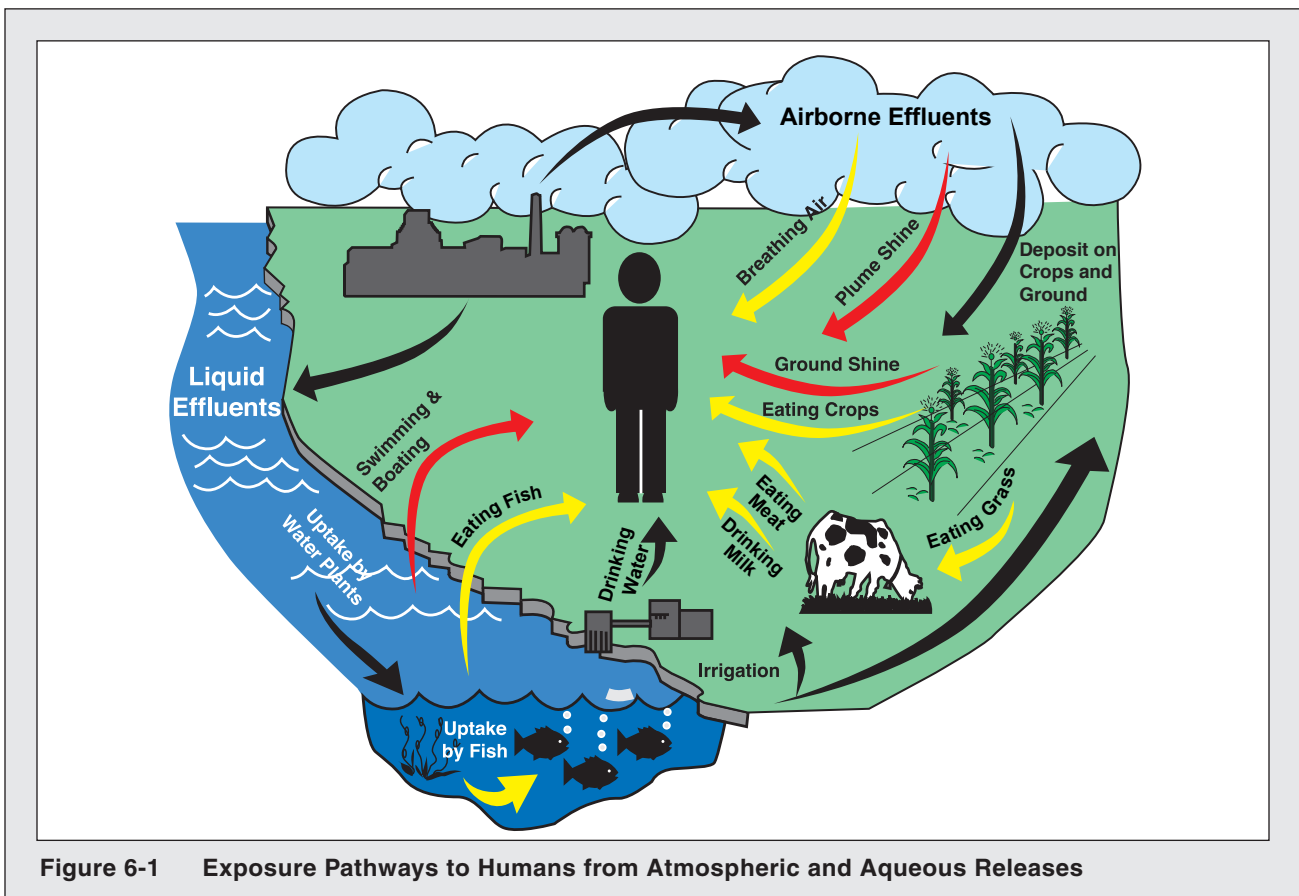 Airborne Effluents
Breathing Air
Plume Shine
Deposit on
Crops and
Ground
Liquid
Effluents
Ground Shine
Eating Crops
Swimming &
Boating
Eating Fish
Eating
Meat
Drinking
Milk
Eating Grass
Uptake by
Water Plants
Drinking
Water
Irrigation
Uptake
by Fish
Figure 6-1 Exposure Pathways to Humans from Atmospheric and Aqueous Releases